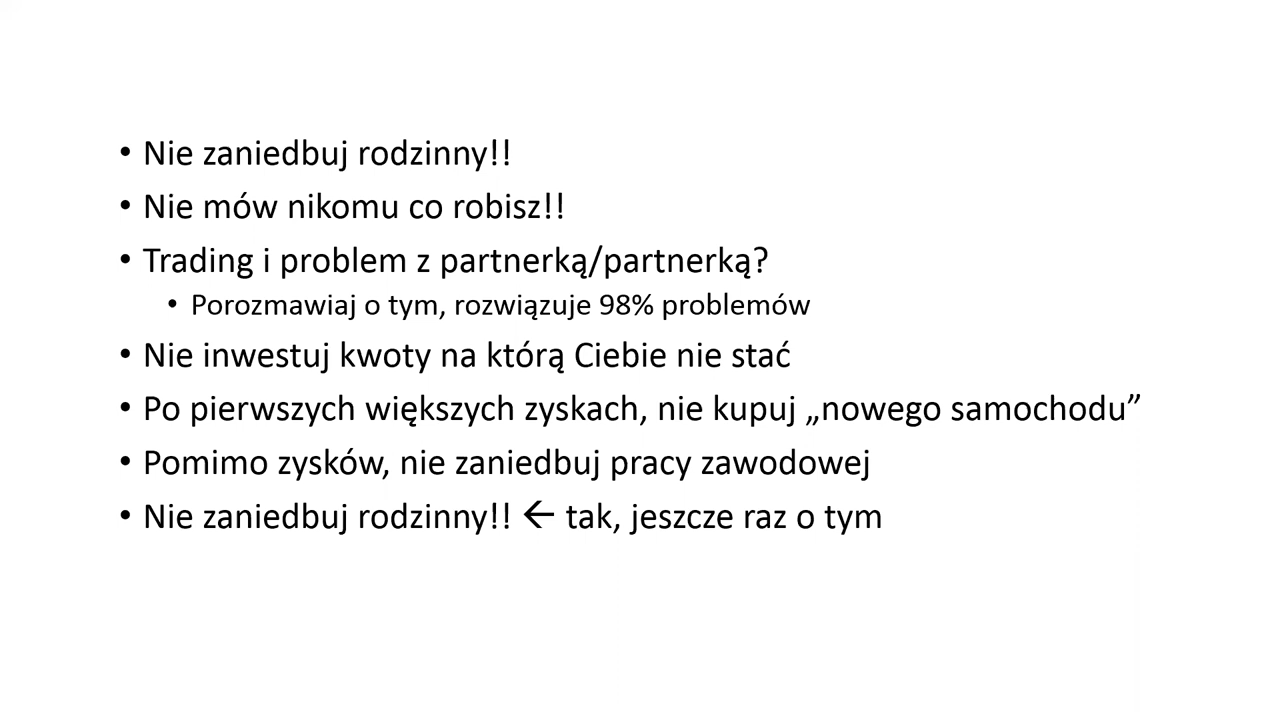 • Nie zaniedbuj rodzinny!!
• Nie mów nikomu co robisz!!
• Trading i problem z partnerką/partnerką?
• Porozmawiaj o tym, rozwiązuje 98% problemów
• Nie inwestuj kwoty na którą Ciebie nie stać
• Po pierwszych większych zyskach, nie kupuj „nowego samochodu”
• Pomimo zysków, nie zaniedbuj pracy zawodowej
• Nie zaniedbuj rodzinny!! ← tak, jeszcze raz o tym